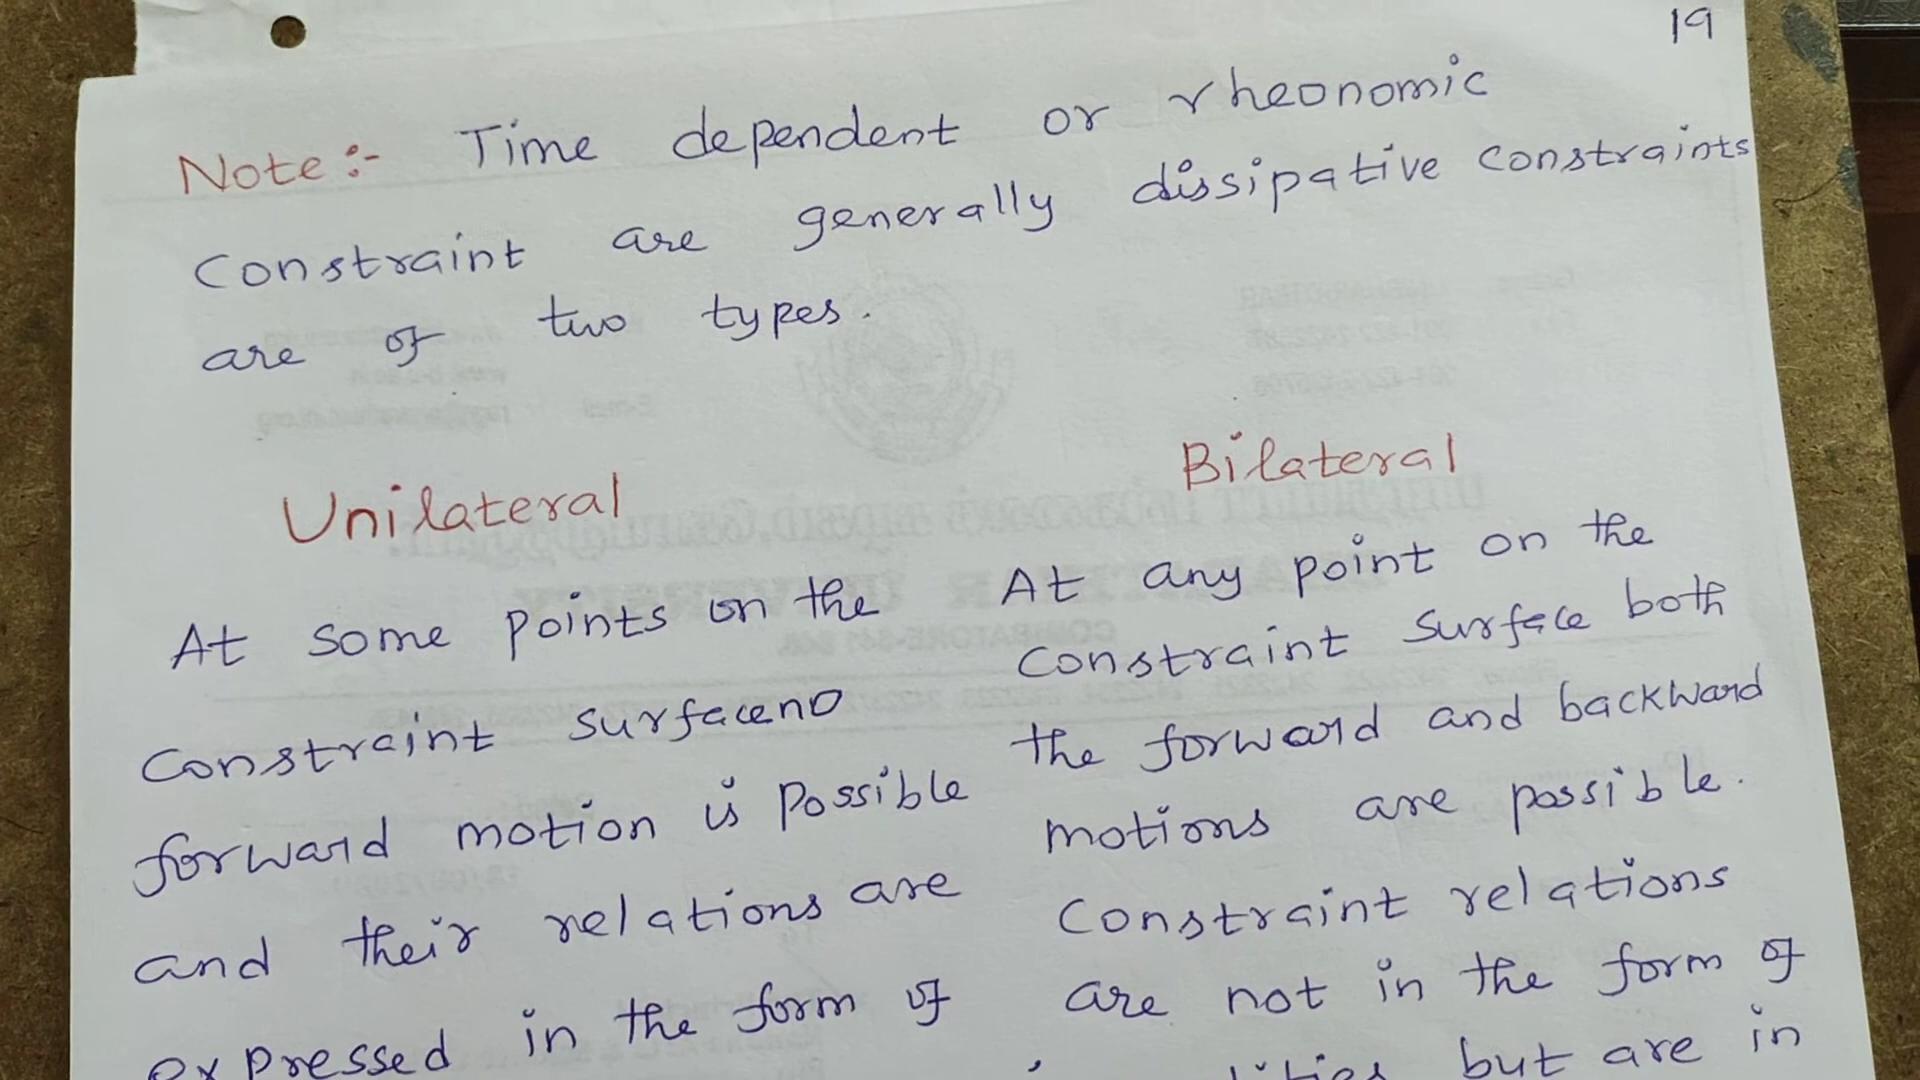 19
Note:- Time dependent or rheonomic
Constraint are generally dissipative constraints
are of two types.
Unilateral
At some points on the
constraint surfaceno
forward motion is possible
and their relations are
expressed in the form of
Bilateral
At any point on the
constraint surface both
the forward and backward
motions are possible.
Constraint relations
are not in the form of
but are in